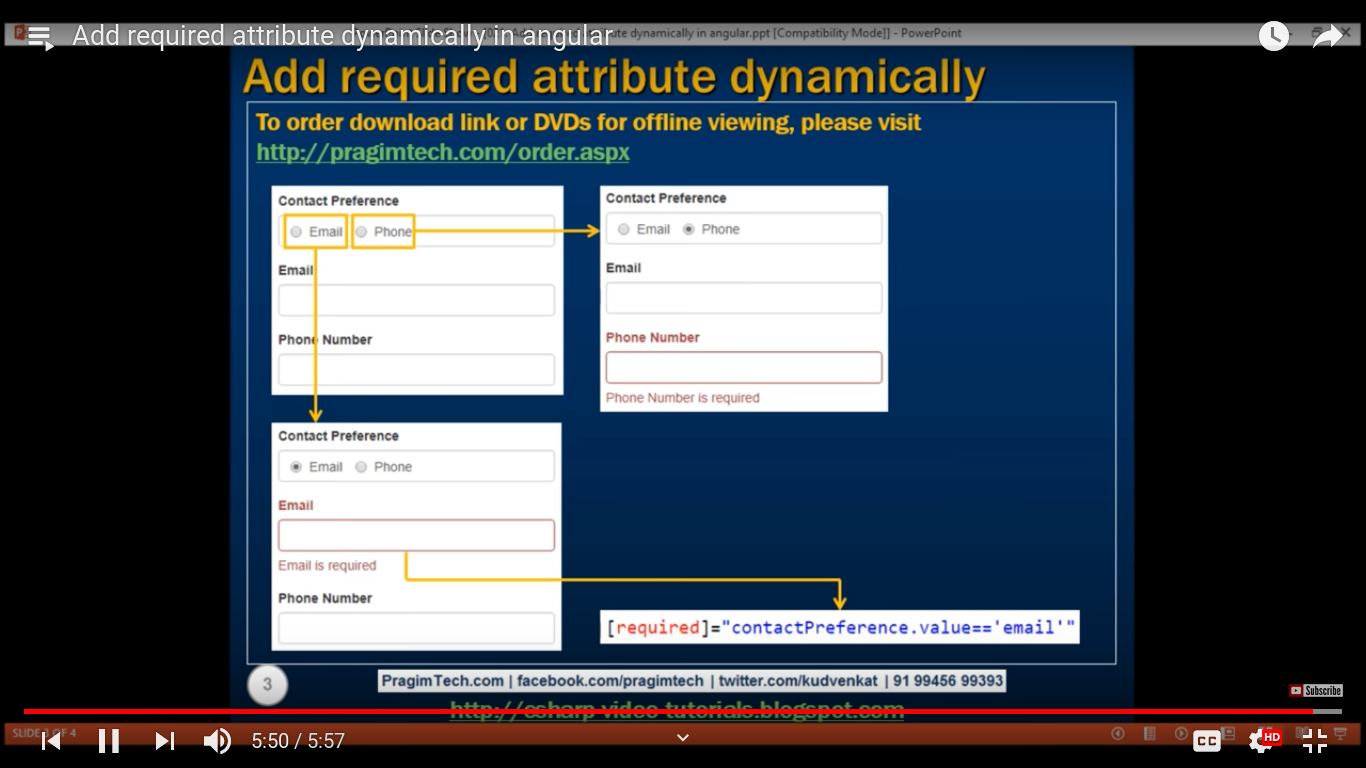 Add required attribute dynamically in angular
ute dynamically in angular.ppt [Compatibility Mode]] - PowerPoint
Add required attribute dynamically
To order download link or DVDs for offline viewing, please visit
http://pragimtech.com/order.aspx
Contact Preference
Email Phone
Email
Phone Number
Contact Preference
Email Phone
Email
Phone Number
Phone Number is required
Contact Preference
Email Phone
Email
Email is required
Phone Number
[required]="contactPreference.value=='email'"
3
PragimTech.com | facebook.com/pragimtech | twitter.com/kudvenkat | 91 99456 99393
Subscribe
http://csharp-video-tutorials.blogspot.com
SLIDE 3 OF 4
5:50 / 5:57
CC
HD